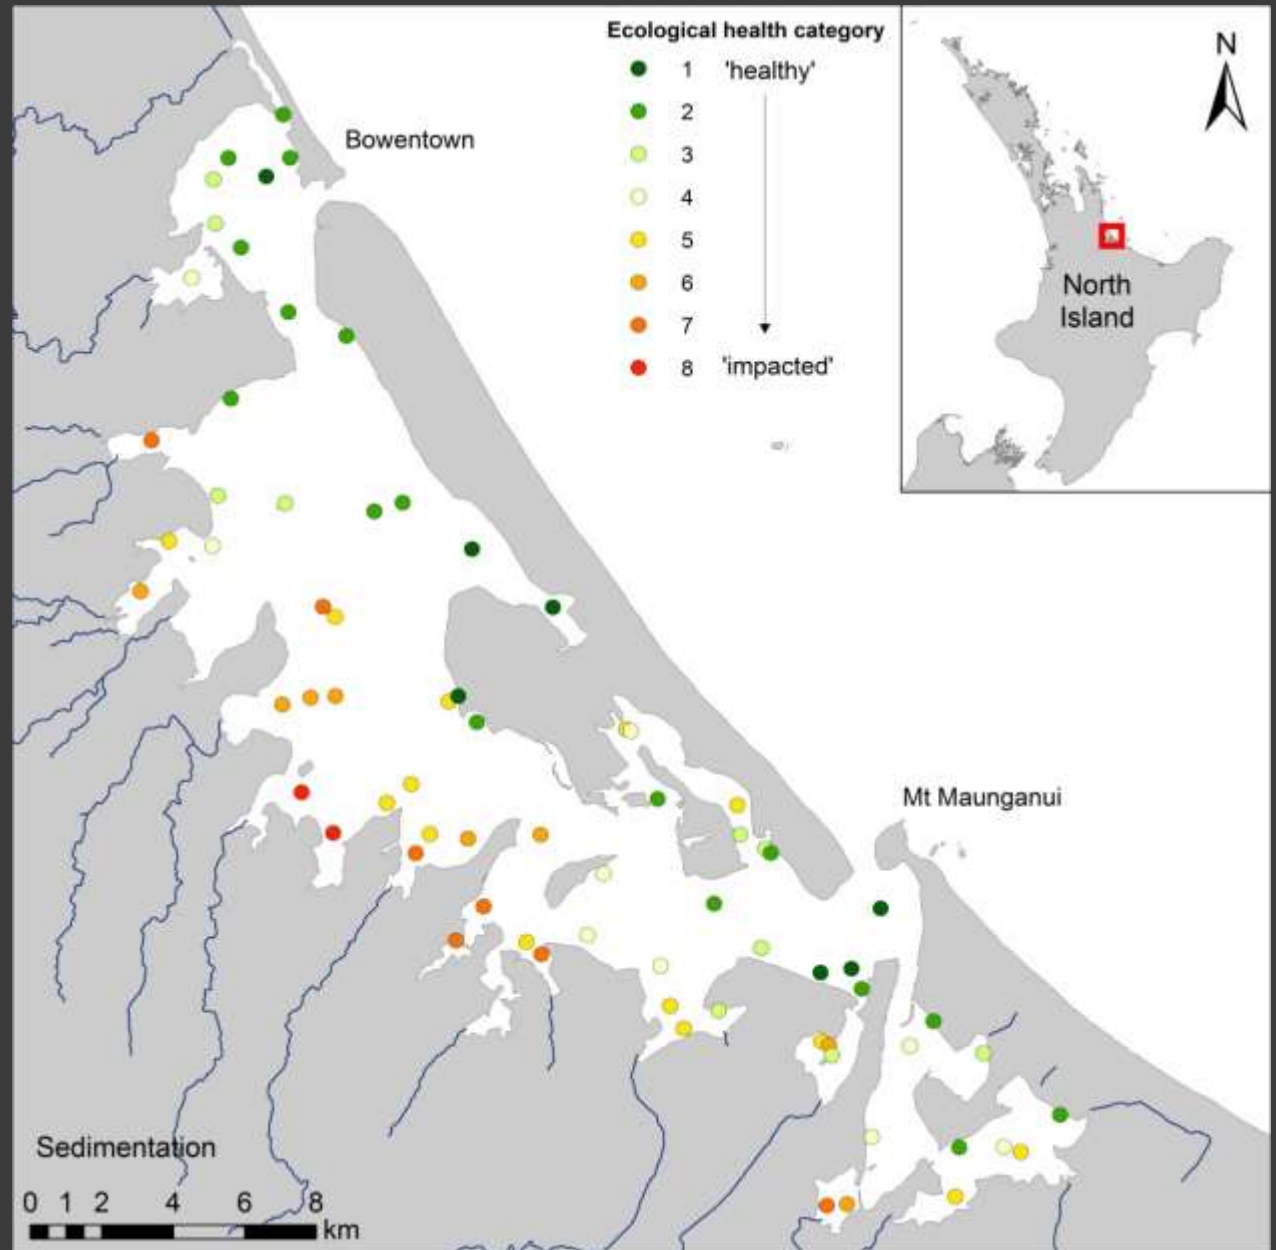 Ecological health category
1 'healthy'
2
3
4
5
6
7
8 'impacted'
N
North
Island
Bowentown
Mt Maunganui
Sedimentation
0 1 2 4 6 8
km